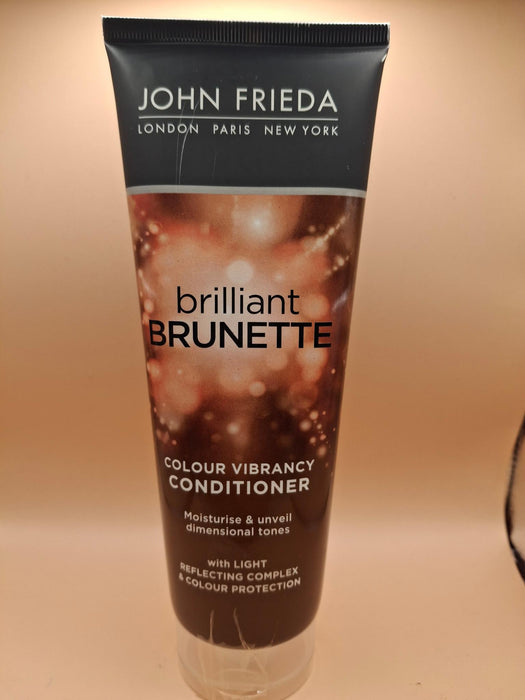 JOHN FRIEDA
LONDON PARIS NEW YORK
brilliant
BRUNETTE
COLOUR VIBRANCY
CONDITIONER
Moisturise & unveil
dimensional tones
with LIGHT
REFLECTING COMPLEX
& COLOUR PROTECTION